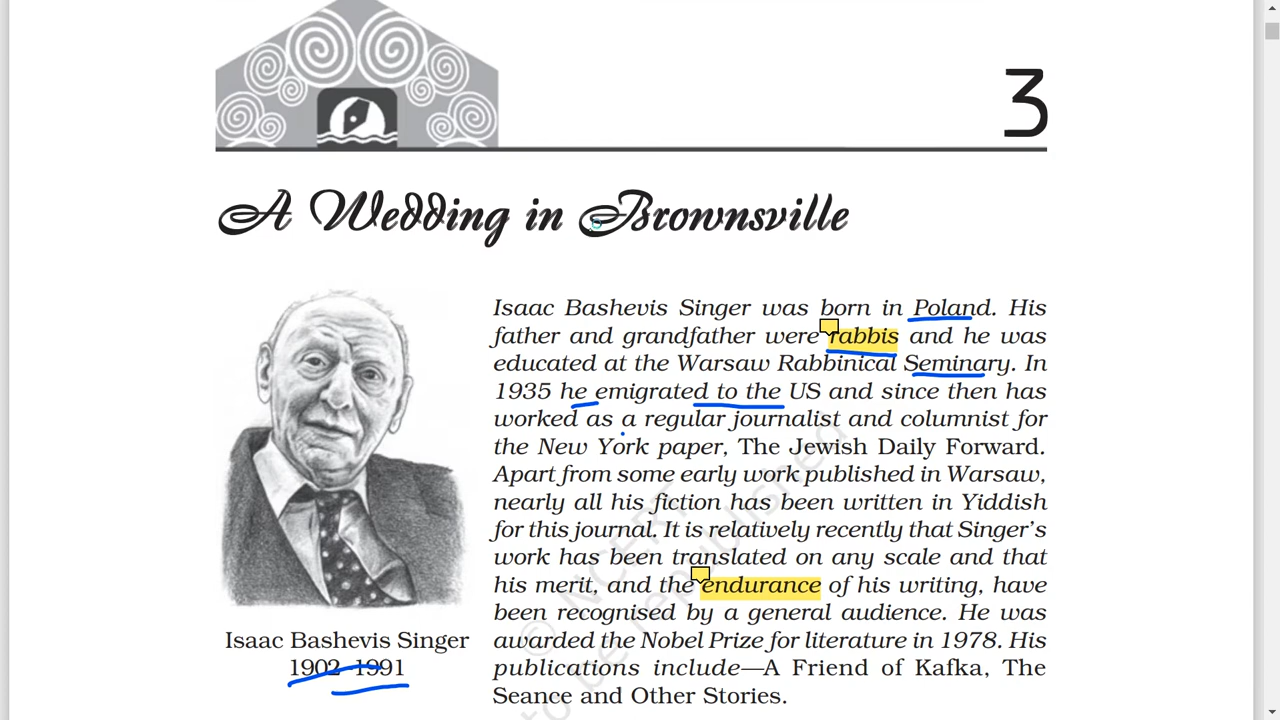 3
A Wedding in Brownsville
Isaac Bashevis Singer was born in Poland. His
father and grandfather were rabbis and he was
educated at the Warsaw Rabbinical Seminary. In
1935 he emigrated to the US and since then has
worked as a regular journalist and columnist for
the New York paper, The Jewish Daily Forward.
Apart from some early work published in Warsaw,
nearly all his fiction has been written in Yiddish
for this journal. It is relatively recently that Singer's
work has been translated on any scale and that
his merit, and the endurance of his writing, have
been recognised by a general audience. He was
awarded the Nobel Prize for literature in 1978. His
publications include—A Friend of Kafka, The
Seance and Other Stories.
Isaac Bashevis Singer
1902-1991
© NCERT
to be republished